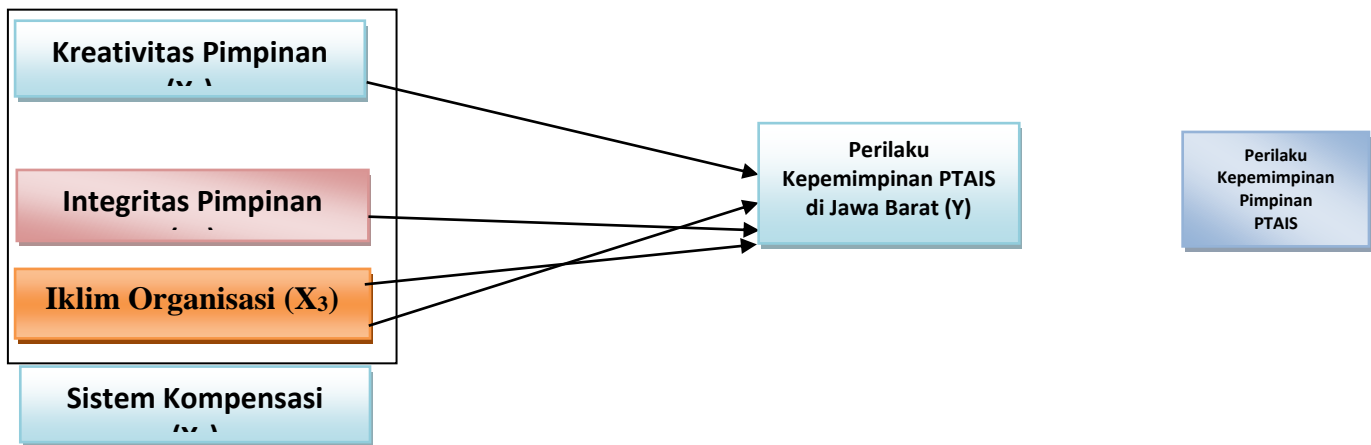 Kreativitas Pimpinan
Integritas Pimpinan
Iklim Organisasi (X₃)
Sistem Kompensasi
Perilaku
Kepemimpinan PTAIS
di Jawa Barat (Y)
Perilaku
Kepemimpinan
Pimpinan
PTAIS